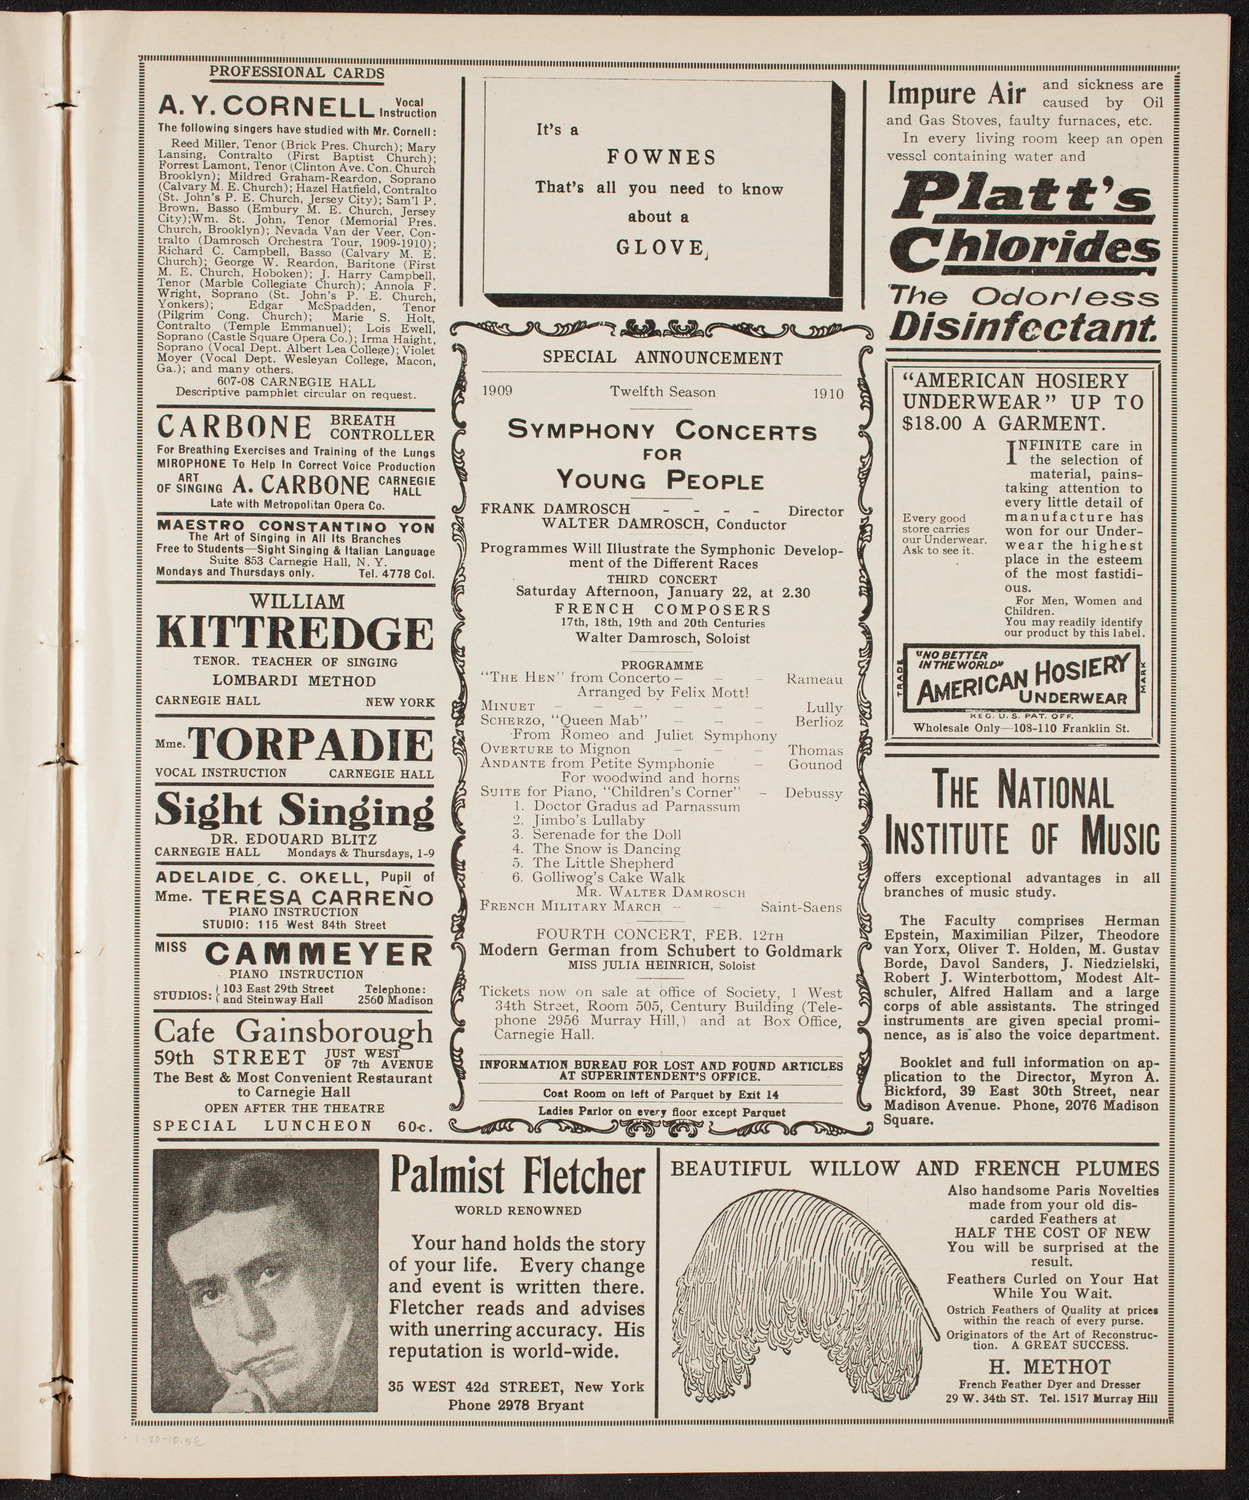 PROFESSIONAL CARDS
A. Y. CORNELL Vocal Instruction
The following singers have studied with Mr. Cornell:
Reed Miller, Tenor (Brick Pres. Church); Mary
Lansing, Contralto (First Baptist Church);
Forrest Lamont, Tenor (Clinton Ave. Con. Church
Brooklyn); Mildred Graham-Reardon, Soprano
(Calvary M. E. Church); Hazel Hatfield, Contralto
(St. John's P. E. Church, Jersey City); Sam'l P.
Brown, Basso (Embury M. E. Church, Jersey
City);Wm. St. John, Tenor (Memorial Pres.
Church, Brooklyn); Nevada Van der Veer, Con-
tralto (Damrosch Orchestra Tour, 1909-1910);
Richard C. Campbell, Basso (Calvary M. E.
Church); George W. Reardon, Baritone (First
M. E. Church, Hoboken); J. Harry Campbell,
Tenor (Marble Collegiate Church); Annola F.
Wright, Soprano (St. John's P. E. Church,
Yonkers); Edgar McSpadden, Tenor
(Pilgrim Cong. Church); Marie S. Holt,
Contralto (Temple Emmanuel); Lois Ewell,
Soprano (Castle Square Opera Co.); Irma Haight,
Soprano (Vocal Dept. Albert Lea College); Violet
Moyer (Vocal Dept. Wesleyan College, Macon,
Ga.); and many others.
607-08 CARNEGIE HALL
Descriptive pamphlet circular on request.
CARBONE BREATH CONTROLLER
For Breathing Exercises and Training of the Lungs
MIROPHONE To Help In Correct Voice Production
ART OF SINGING A. CARBONE CARNEGIE HALL
Late with Metropolitan Opera Co.
MAESTRO CONSTANTINO YON
The Art of Singing in All Its Branches
Free to Students—Sight Singing & Italian Language
Suite 853 Carnegie Hall, N. Y.
Mondays and Thursdays only. Tel. 4778 Col.
WILLIAM
KITTREDGE
TENOR. TEACHER OF SINGING
LOMBARDI METHOD
CARNEGIE HALL NEW YORK
Mme. TORPADIE
VOCAL INSTRUCTION CARNEGIE HALL
Sight Singing
DR. EDOUARD BLITZ
CARNEGIE HALL Mondays & Thursdays, 1-9
ADELAIDE C. OKELL, Pupil of
Mme. TERESA CARREÑO
PIANO INSTRUCTION
STUDIO: 115 West 84th Street
MISS CAMMEYER
PIANO INSTRUCTION
STUDIOS: { 103 East 29th Street Telephone:
{ and Steinway Hall 2560 Madison
Cafe Gainsborough
59th STREET JUST WEST OF 7th AVENUE
The Best & Most Convenient Restaurant
to Carnegie Hall
OPEN AFTER THE THEATRE
SPECIAL LUNCHEON 60c.
It's a
FOWNES
That's all you need to know
about a
GLOVE,
SPECIAL ANNOUNCEMENT
1909 Twelfth Season 1910
SYMPHONY CONCERTS
FOR
YOUNG PEOPLE
FRANK DAMROSCH - - - - Director
WALTER DAMROSCH, Conductor
Programmes Will Illustrate the Symphonic Develop-
ment of the Different Races
THIRD CONCERT
Saturday Afternoon, January 22, at 2.30
FRENCH COMPOSERS
17th, 18th, 19th and 20th Centuries
Walter Damrosch, Soloist
PROGRAMME
"THE HEN" from Concerto - - - Rameau
Arranged by Felix Mottl
MINUET - - - - - - Lully
SCHERZO, "Queen Mab" - - - Berlioz
From Romeo and Juliet Symphony
OVERTURE to Mignon - - - Thomas
ANDANTE from Petite Symphonie - Gounod
For woodwind and horns
SUITE for Piano, "Children's Corner" - Debussy
1. Doctor Gradus ad Parnassum
2. Jimbo's Lullaby
3. Serenade for the Doll
4. The Snow is Dancing
5. The Little Shepherd
6. Golliwog's Cake Walk
MR. WALTER DAMROSCH
FRENCH MILITARY MARCH - - Saint-Saens
FOURTH CONCERT, FEB. 12TH
Modern German from Schubert to Goldmark
MISS JULIA HEINRICH, Soloist
Tickets now on sale at office of Society, 1 West
34th Street, Room 505, Century Building (Tele-
phone 2956 Murray Hill,) and at Box Office,
Carnegie Hall.
INFORMATION BUREAU FOR LOST AND FOUND ARTICLES
AT SUPERINTENDENT'S OFFICE.
Coat Room on left of Parquet by Exit 14
Ladies Parlor on every floor except Parquet
Impure Air and sickness are
caused by Oil
and Gas Stoves, faulty furnaces, etc.
In every living room keep an open
vessel containing water and
Platt's
Chlorides
The Odorless
Disinfectant.
"AMERICAN HOSIERY
UNDERWEAR" UP TO
$18.00 A GARMENT.
INFINITE care in
the selection of
material, pains-
taking attention to
every little detail of
manufacture has
won for our Under-
wear the highest
place in the esteem
of the most fastidi-
ous.
For Men, Women and
Children.
You may readily identify
our product by this label.
Every good
store carries
our Underwear.
Ask to see it.
TRADE MARK
"NO BETTER
IN THE WORLD"
AMERICAN HOSIERY
UNDERWEAR
REG. U. S. PAT. OFF.
Wholesale Only—108-110 Franklin St.
THE NATIONAL
INSTITUTE OF MUSIC
offers exceptional advantages in all
branches of music study.
The Faculty comprises Herman
Epstein, Maximilian Pilzer, Theodore
van Yorx, Oliver T. Holden, M. Gustav
Borde, Davol Sanders, J. Niedzielski,
Robert J. Winterbottom, Modest Alt-
schuler, Alfred Hallam and a large
corps of able assistants. The stringed
instruments are given special promi-
nence, as is also the voice department.
Booklet and full information on ap-
plication to the Director, Myron A.
Bickford, 39 East 30th Street, near
Madison Avenue. Phone, 2076 Madison
Square.
Palmist Fletcher
WORLD RENOWNED
Your hand holds the story
of your life. Every change
and event is written there.
Fletcher reads and advises
with unerring accuracy. His
reputation is world-wide.
35 WEST 42d STREET, New York
Phone 2978 Bryant
BEAUTIFUL WILLOW AND FRENCH PLUMES
Also handsome Paris Novelties
made from your old dis-
carded Feathers at
HALF THE COST OF NEW
You will be surprised at the
result.
Feathers Curled on Your Hat
While You Wait.
Ostrich Feathers of Quality at prices
within the reach of every purse.
Originators of the Art of Reconstruc-
tion. A GREAT SUCCESS.
H. METHOT
French Feather Dyer and Dresser
29 W. 34th ST. Tel. 1517 Murray Hill